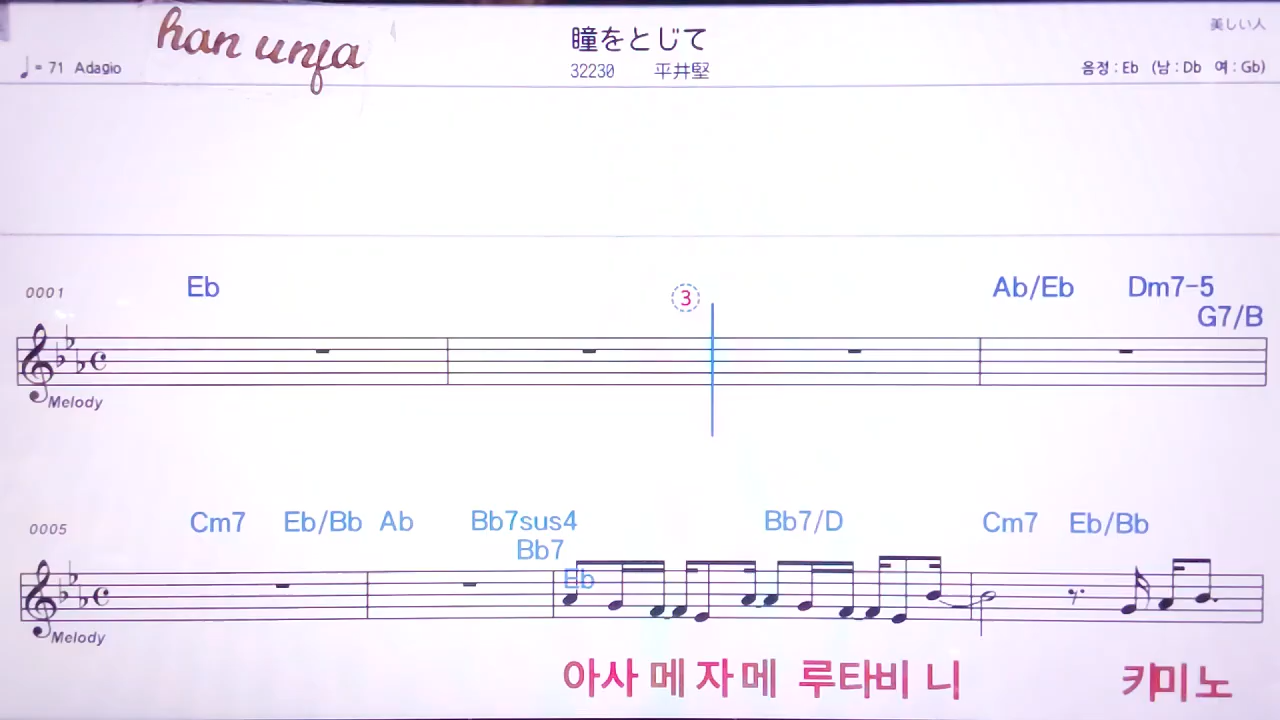 han unfa
瞳をとじて
美しい人
♩= 71 Adagio
32230 平井堅
음정 : Eb (남 : Db 여 : Gb)
0001
Eb
3
Ab/Eb Dm7-5
G7/B
Melody
0005
Cm7 Eb/Bb Ab Bb7sus4 Bb7/D Cm7 Eb/Bb
Bb7
Eb
Melody
아사 메 자 메 루타비 니 키미 노